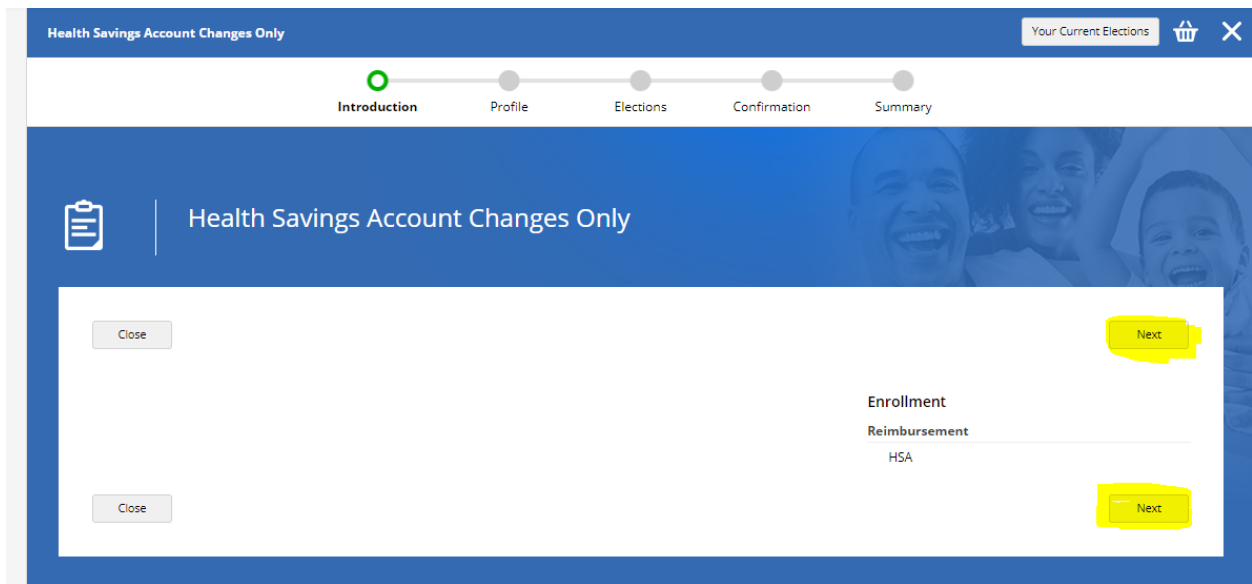 Health Savings Account Changes Only
Your Current Elections
Introduction Profile Elections Confirmation Summary
Health Savings Account Changes Only
Close Next
Enrollment
Reimbursement
HSA
Close Next